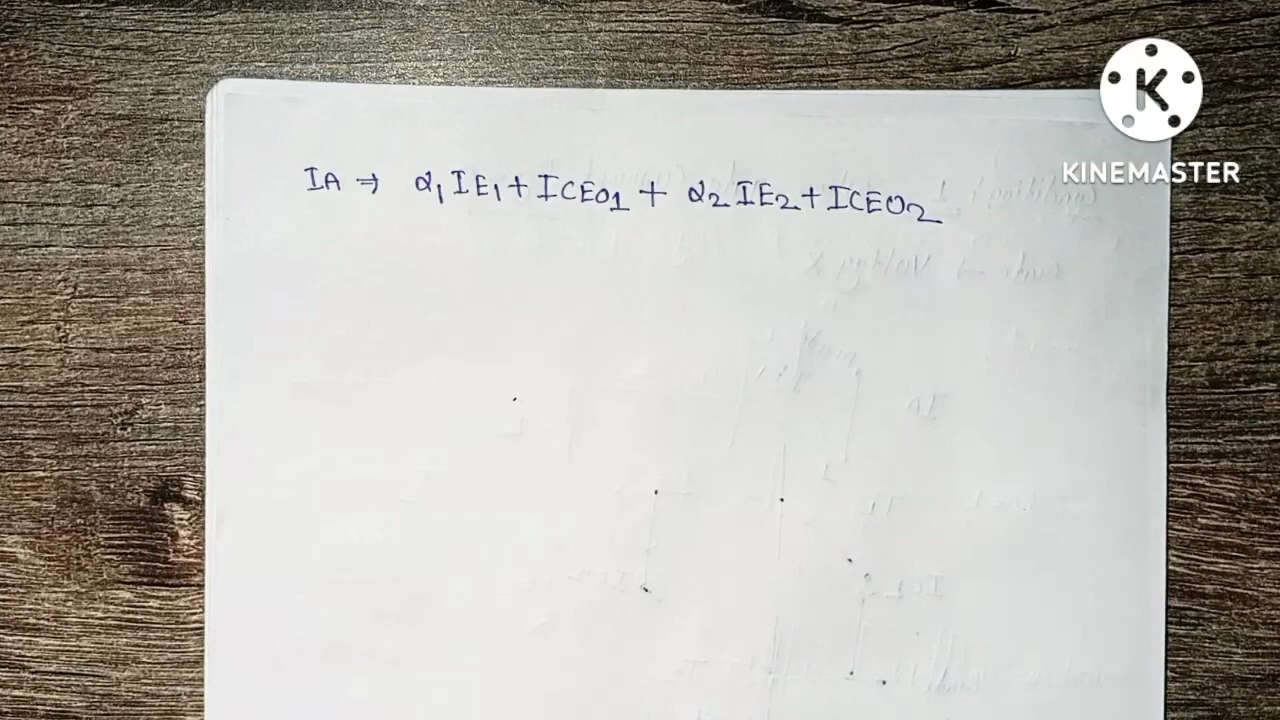 IA ⇒ α1 IE1 + ICEO1 + α2 IE2 + ICEO2
K
KINEMASTER